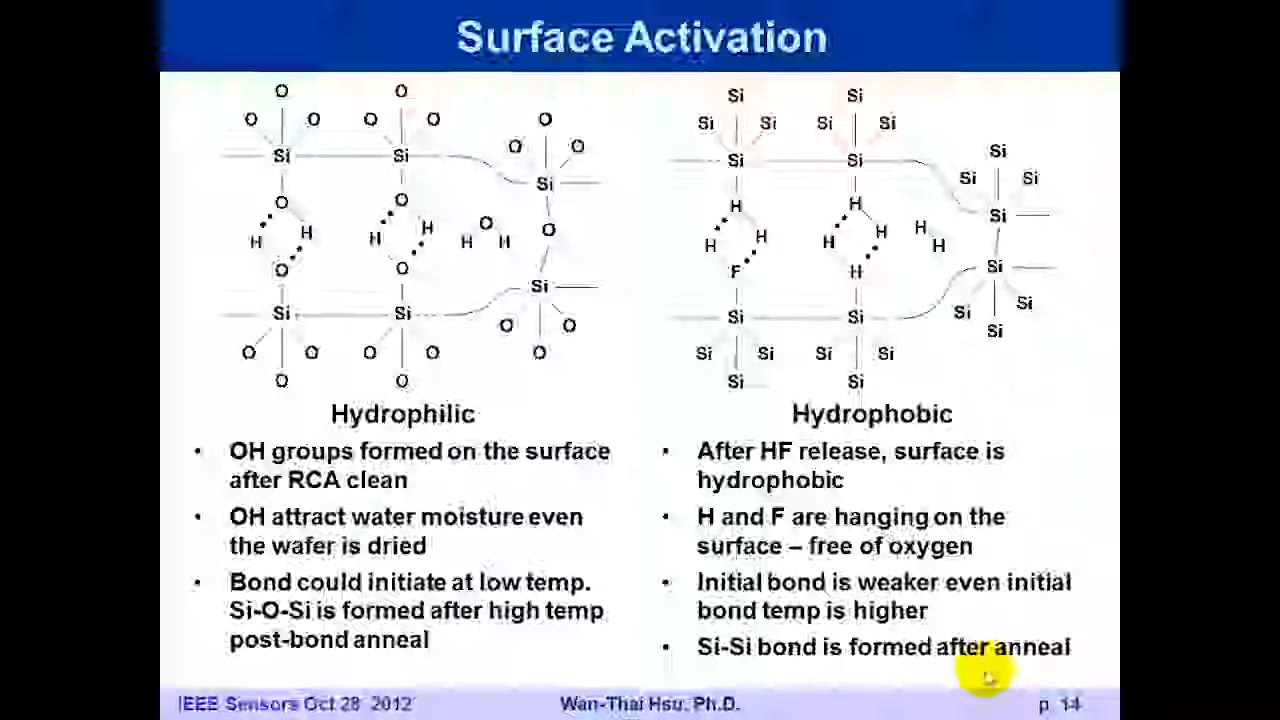 Surface Activation
O O Si Si
O O O O O Si Si Si Si Si
O O Si Si
Si Si Si Si Si
Si Si
O O H H
H H O O H H H
H H H H H H H H
O O F H Si
Si
Si Si Si Si Si Si
O O Si
O O O O O Si Si Si Si
O O Si Si
Hydrophilic
• OH groups formed on the surface
after RCA clean
• OH attract water moisture even
the wafer is dried
• Bond could initiate at low temp.
Si-O-Si is formed after high temp
post-bond anneal
Hydrophobic
• After HF release, surface is
hydrophobic
• H and F are hanging on the
surface – free of oxygen
• Initial bond is weaker even initial
bond temp is higher
• Si-Si bond is formed after anneal
IEEE Sensors Oct 28 2012
Wan-Thai Hsu, Ph.D.
p 14